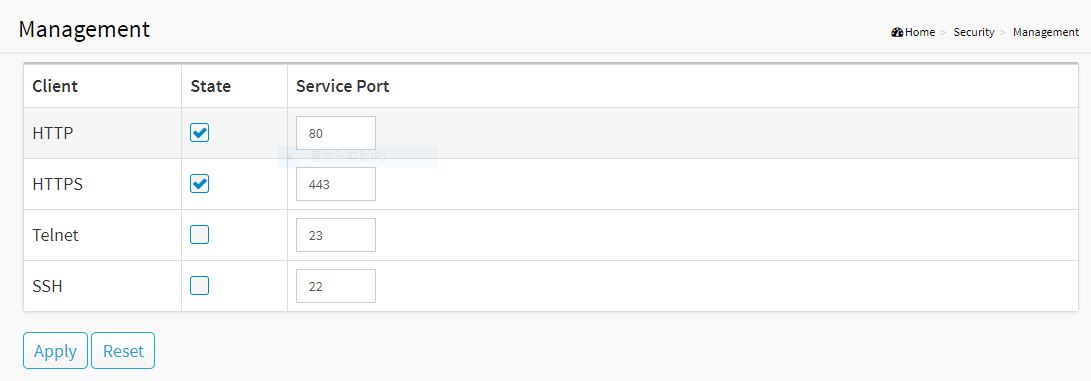 Management
Home > Security > Management
Client State Service Port
HTTP 80
HTTPS 443
Telnet 23
SSH 22
Apply Reset